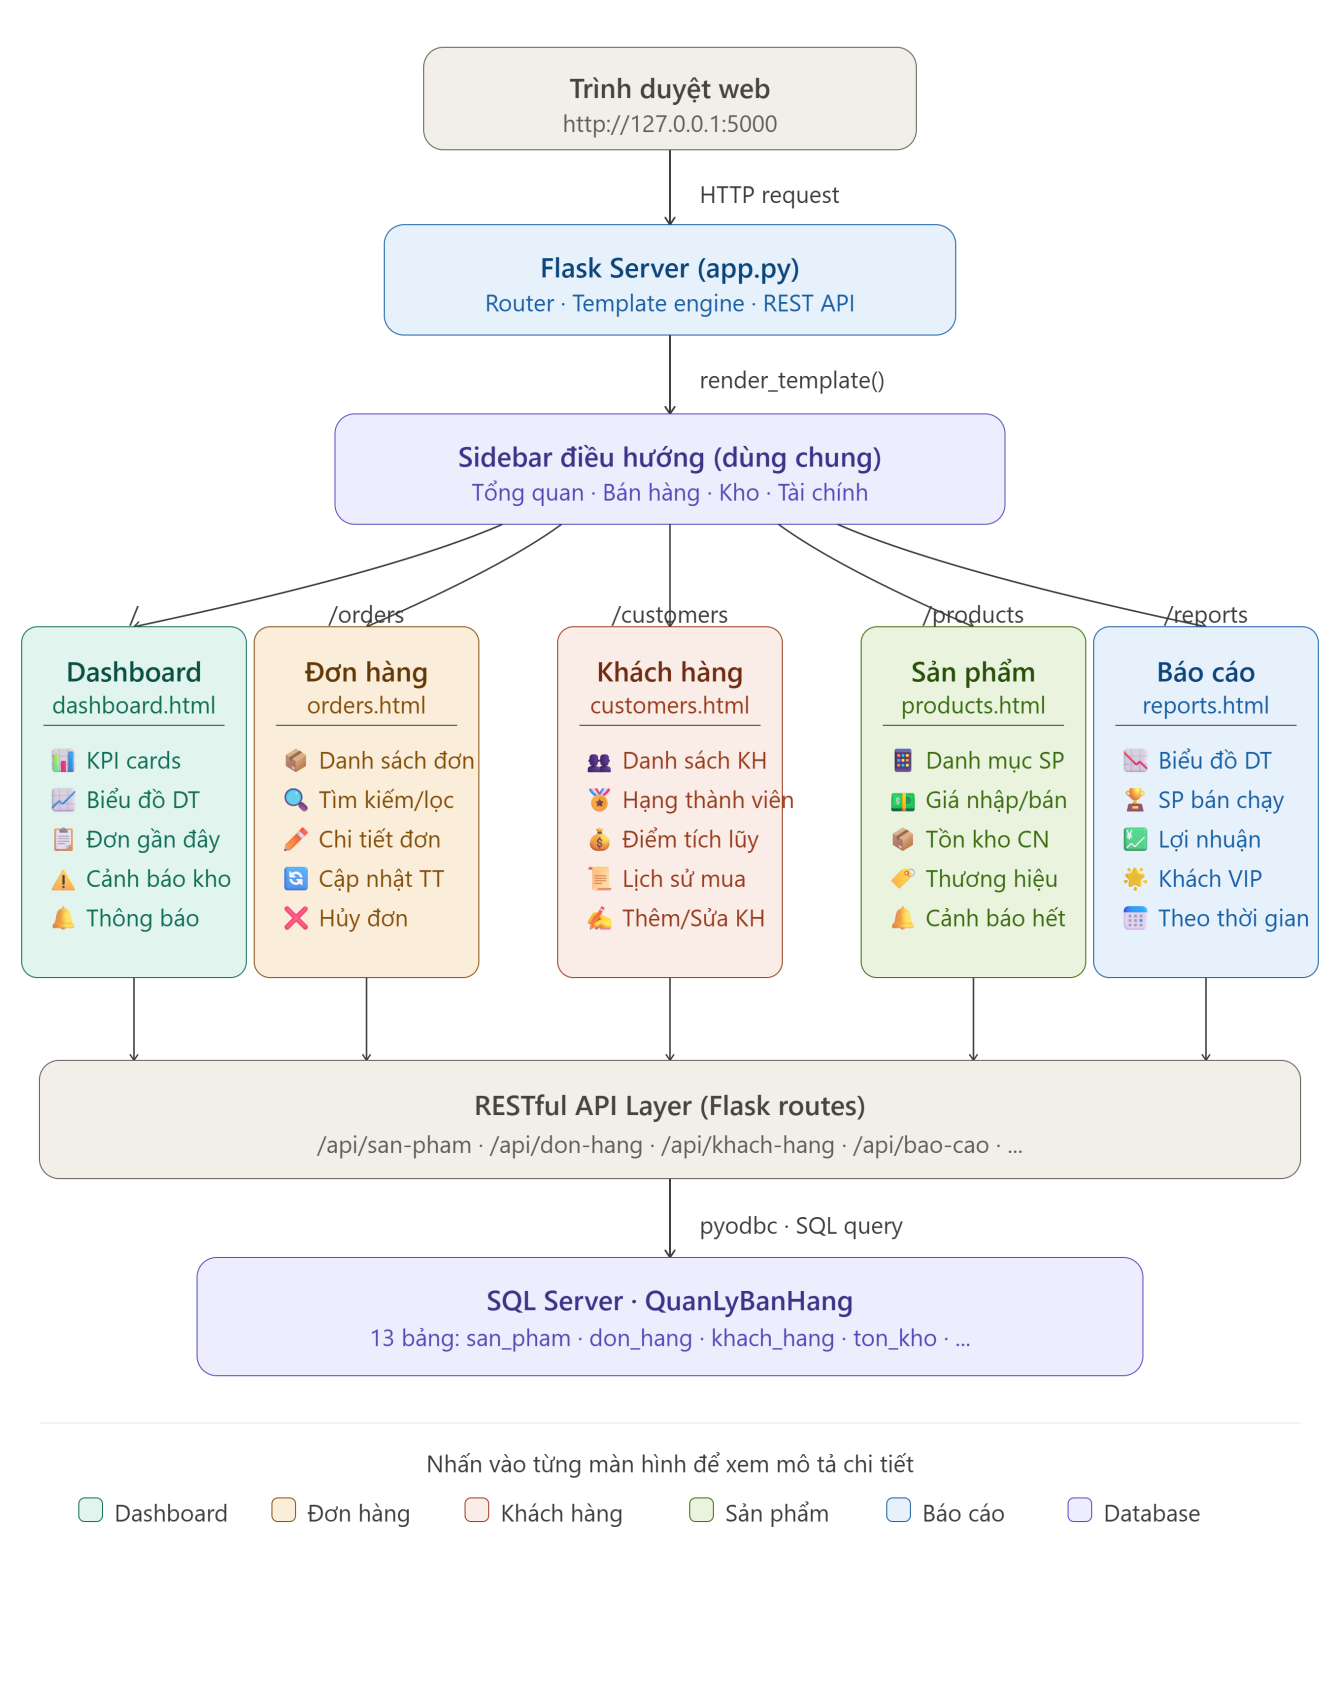 Trình duyệt web
http://127.0.0.1:5000
HTTP request
Flask Server (app.py)
Router · Template engine · REST API
render_template()
Sidebar điều hướng (dùng chung)
Tổng quan · Bán hàng · Kho · Tài chính
/
/orders
/customers
/products
/reports
Dashboard
dashboard.html
KPI cards
Biểu đồ DT
Đơn gần đây
Cảnh báo kho
Thông báo
Đơn hàng
orders.html
Danh sách đơn
Tìm kiếm/lọc
Chi tiết đơn
Cập nhật TT
Hủy đơn
Khách hàng
customers.html
Danh sách KH
Hạng thành viên
Điểm tích lũy
Lịch sử mua
Thêm/Sửa KH
Sản phẩm
products.html
Danh mục SP
Giá nhập/bán
Tồn kho CN
Thương hiệu
Cảnh báo hết
Báo cáo
reports.html
Biểu đồ DT
SP bán chạy
Lợi nhuận
Khách VIP
Theo thời gian
RESTful API Layer (Flask routes)
/api/san-pham · /api/don-hang · /api/khach-hang · /api/bao-cao · ...
pyodbc · SQL query
SQL Server · QuanLyBanHang
13 bảng: san_pham · don_hang · khach_hang · ton_kho · ...
Nhấn vào từng màn hình để xem mô tả chi tiết
Dashboard
Đơn hàng
Khách hàng
Sản phẩm
Báo cáo
Database